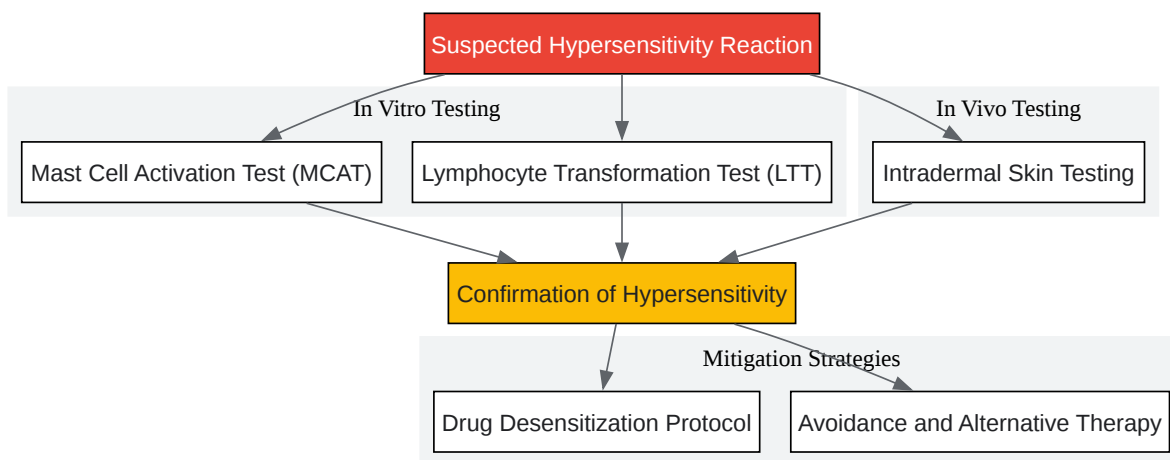 Suspected Hypersensitivity Reaction
In Vitro Testing
In Vivo Testing
Mast Cell Activation Test (MCAT)
Lymphocyte Transformation Test (LTT)
Intradermal Skin Testing
Confirmation of Hypersensitivity
Mitigation Strategies
Drug Desensitization Protocol
Avoidance and Alternative Therapy